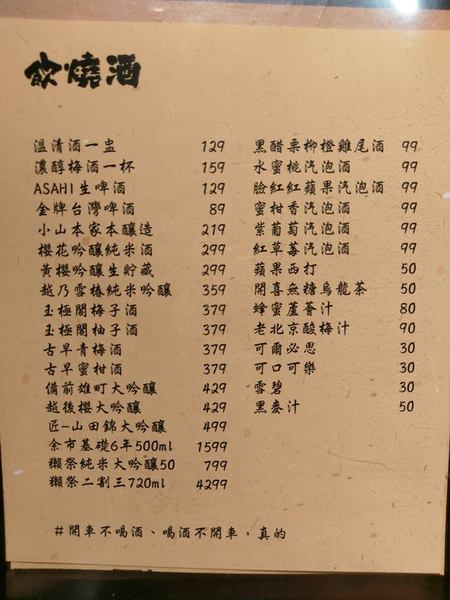 飲燒酒
溫清酒一盅 129
濃醇梅酒一杯 159
ASAHI生啤酒 129
金牌台灣啤酒 89
小山本家本釀造 219
櫻花吟釀純米酒 299
黃櫻吟釀生貯藏 299
越乃雪椿純米吟釀 359
玉極閣梅子酒 379
玉極閣柚子酒 379
古早青梅酒 379
古早蜜柑酒 379
備前雄町大吟釀 429
越後櫻大吟釀 429
匠-山田錦大吟釀 499
余市基礎6年500ml 1599
獺祭純米大吟釀50 799
獺祭二割三720ml 4299
黑醋栗柳橙雞尾酒 99
水蜜桃汽泡酒 99
臉紅紅蘋果汽泡酒 99
蜜柑香汽泡酒 99
紫葡萄汽泡酒 99
紅草莓汽泡酒 99
蘋果西打 50
開喜無糖烏龍茶 50
蜂蜜蘆薈汁 80
老北京酸梅汁 90
可爾必思 30
可口可樂 30
雪碧 30
黑麥汁 50
#開車不喝酒、喝酒不開車，真的